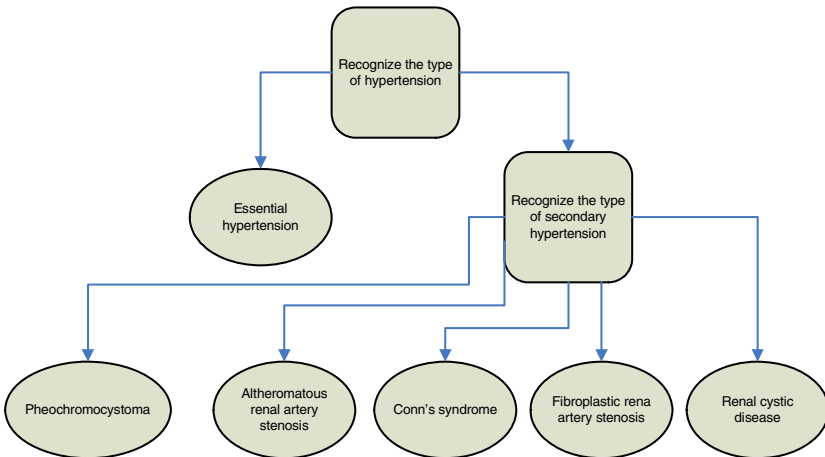 Recognize the type
of hypertension
Essential
hypertension
Recognize the type
of secondary
hypertension
Pheochromocystoma
Altheromatous
renal artery
stenosis
Conn's syndrome
Fibroplastic rena
artery stenosis
Renal cystic
disease